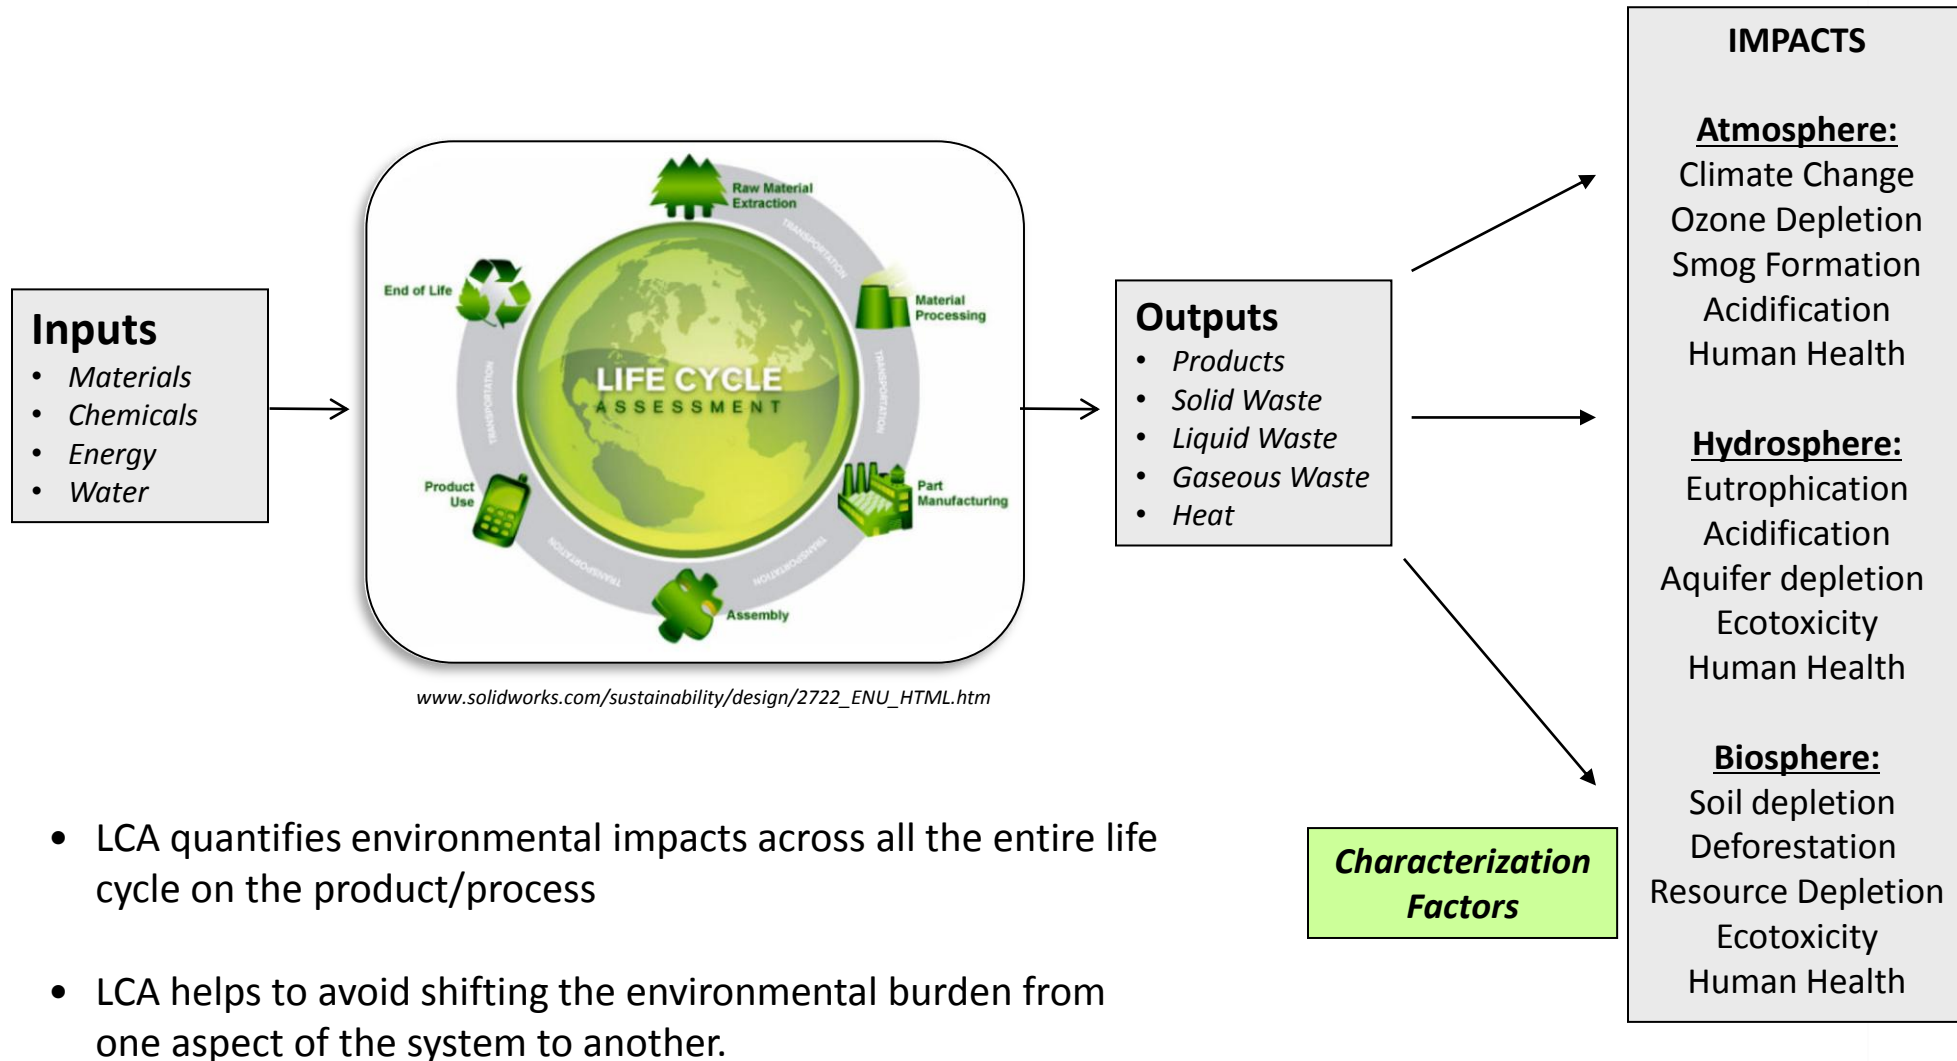 Inputs
• Materials
• Chemicals
• Energy
• Water
Raw Material
Extraction
TRANSPORTATION
Material
Processing
TRANSPORTATION
Part
Manufacturing
TRANSPORTATION
Assembly
TRANSPORTATION
Product
Use
TRANSPORTATION
End of Life
LIFE CYCLE
ASSESSMENT
www.solidworks.com/sustainability/design/2722_ENU_HTML.htm
Outputs
• Products
• Solid Waste
• Liquid Waste
• Gaseous Waste
• Heat
IMPACTS
Atmosphere:
Climate Change
Ozone Depletion
Smog Formation
Acidification
Human Health
Hydrosphere:
Eutrophication
Acidification
Aquifer depletion
Ecotoxicity
Human Health
Biosphere:
Soil depletion
Deforestation
Resource Depletion
Ecotoxicity
Human Health
Characterization
Factors
• LCA quantifies environmental impacts across all the entire life
cycle on the product/process
• LCA helps to avoid shifting the environmental burden from
one aspect of the system to another.